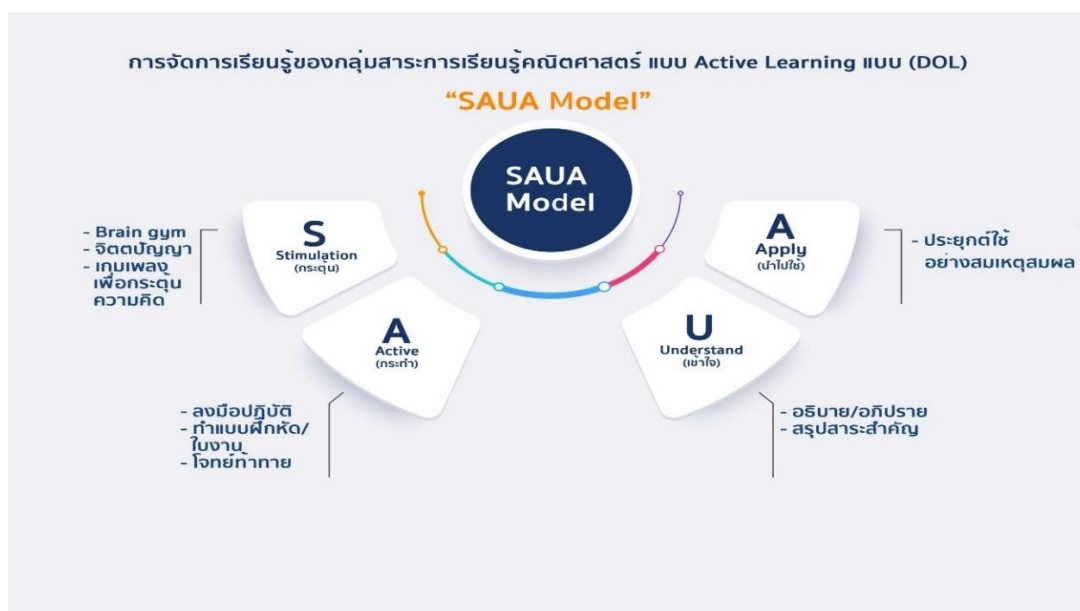 การจัดการเรียนรู้ของกลุ่มสาระการเรียนรู้คณิตศาสตร์ แบบ Active Learning แบบ (DOL)
“SAUA Model”
SAUA
Model
S
Stimulation
(กระตุ้น)
- Brain gym
- จิตตปัญญา
- เกมเพลง
เพื่อกระตุ้น
ความคิด
A
Active
(กระทำ)
- ลงมือปฏิบัติ
- ทำแบบฝึกหัด/
ใบงาน
- โจทย์ท้าทาย
U
Understand
(เข้าใจ)
- อธิบาย/อภิปราย
- สรุปสาระสำคัญ
A
Apply
(นำไปใช้)
- ประยุกต์ใช้
อย่างสมเหตุสมผล